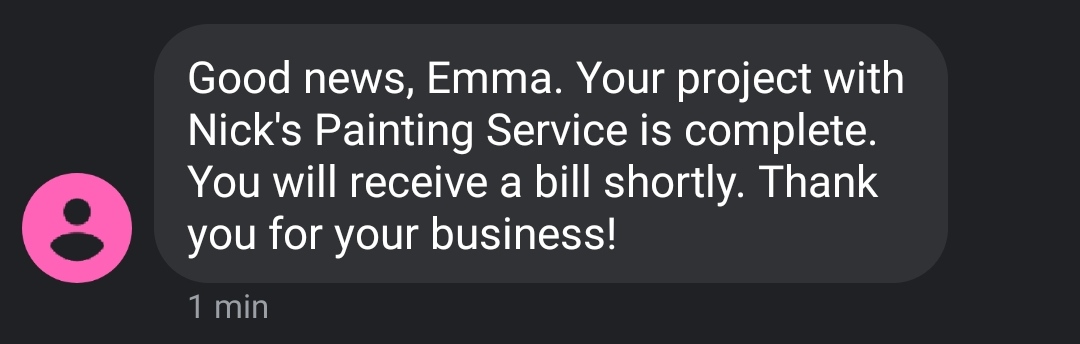 Good news, Emma. Your project with
Nick's Painting Service is complete.
You will receive a bill shortly. Thank
you for your business!
1 min